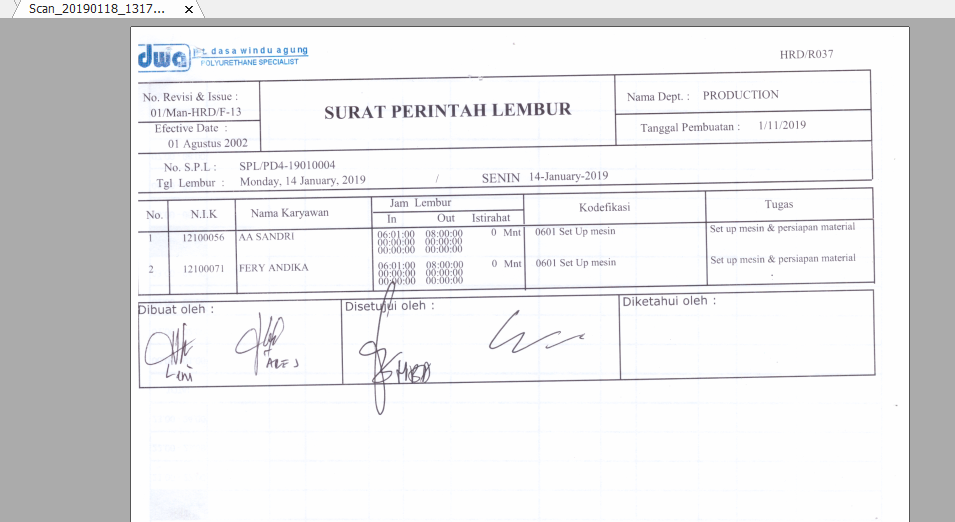 Scan_20190118_1317... ×
dwa PT. dasa windu agung
POLYURETHANE SPECIALIST
HRD/R037
No. Revisi & Issue :
01/Man-HRD/F-13
Efective Date :
01 Agustus 2002
SURAT PERINTAH LEMBUR
Nama Dept. : PRODUCTION
Tanggal Pembuatan : 1/11/2019
No. S.P.L : SPL/PD4-19010004
Tgl Lembur : Monday, 14 January, 2019 / SENIN 14-January-2019
No. N.I.K Nama Karyawan Jam Lembur Kodefikasi Tugas
In Out Istirahat
1 12100056 AA SANDRI 06:01:00 08:00:00 0 Mnt 0601 Set Up mesin Set up mesin & persiapan material
00:00:00 00:00:00
00:00:00 00:00:00
2 12100071 FERY ANDIKA 06:01:00 08:00:00 0 Mnt 0601 Set Up mesin Set up mesin & persiapan material
00:00:00 00:00:00
00:00:00 00:00:00
Dibuat oleh : Disetujui oleh : Diketahui oleh :
Leni